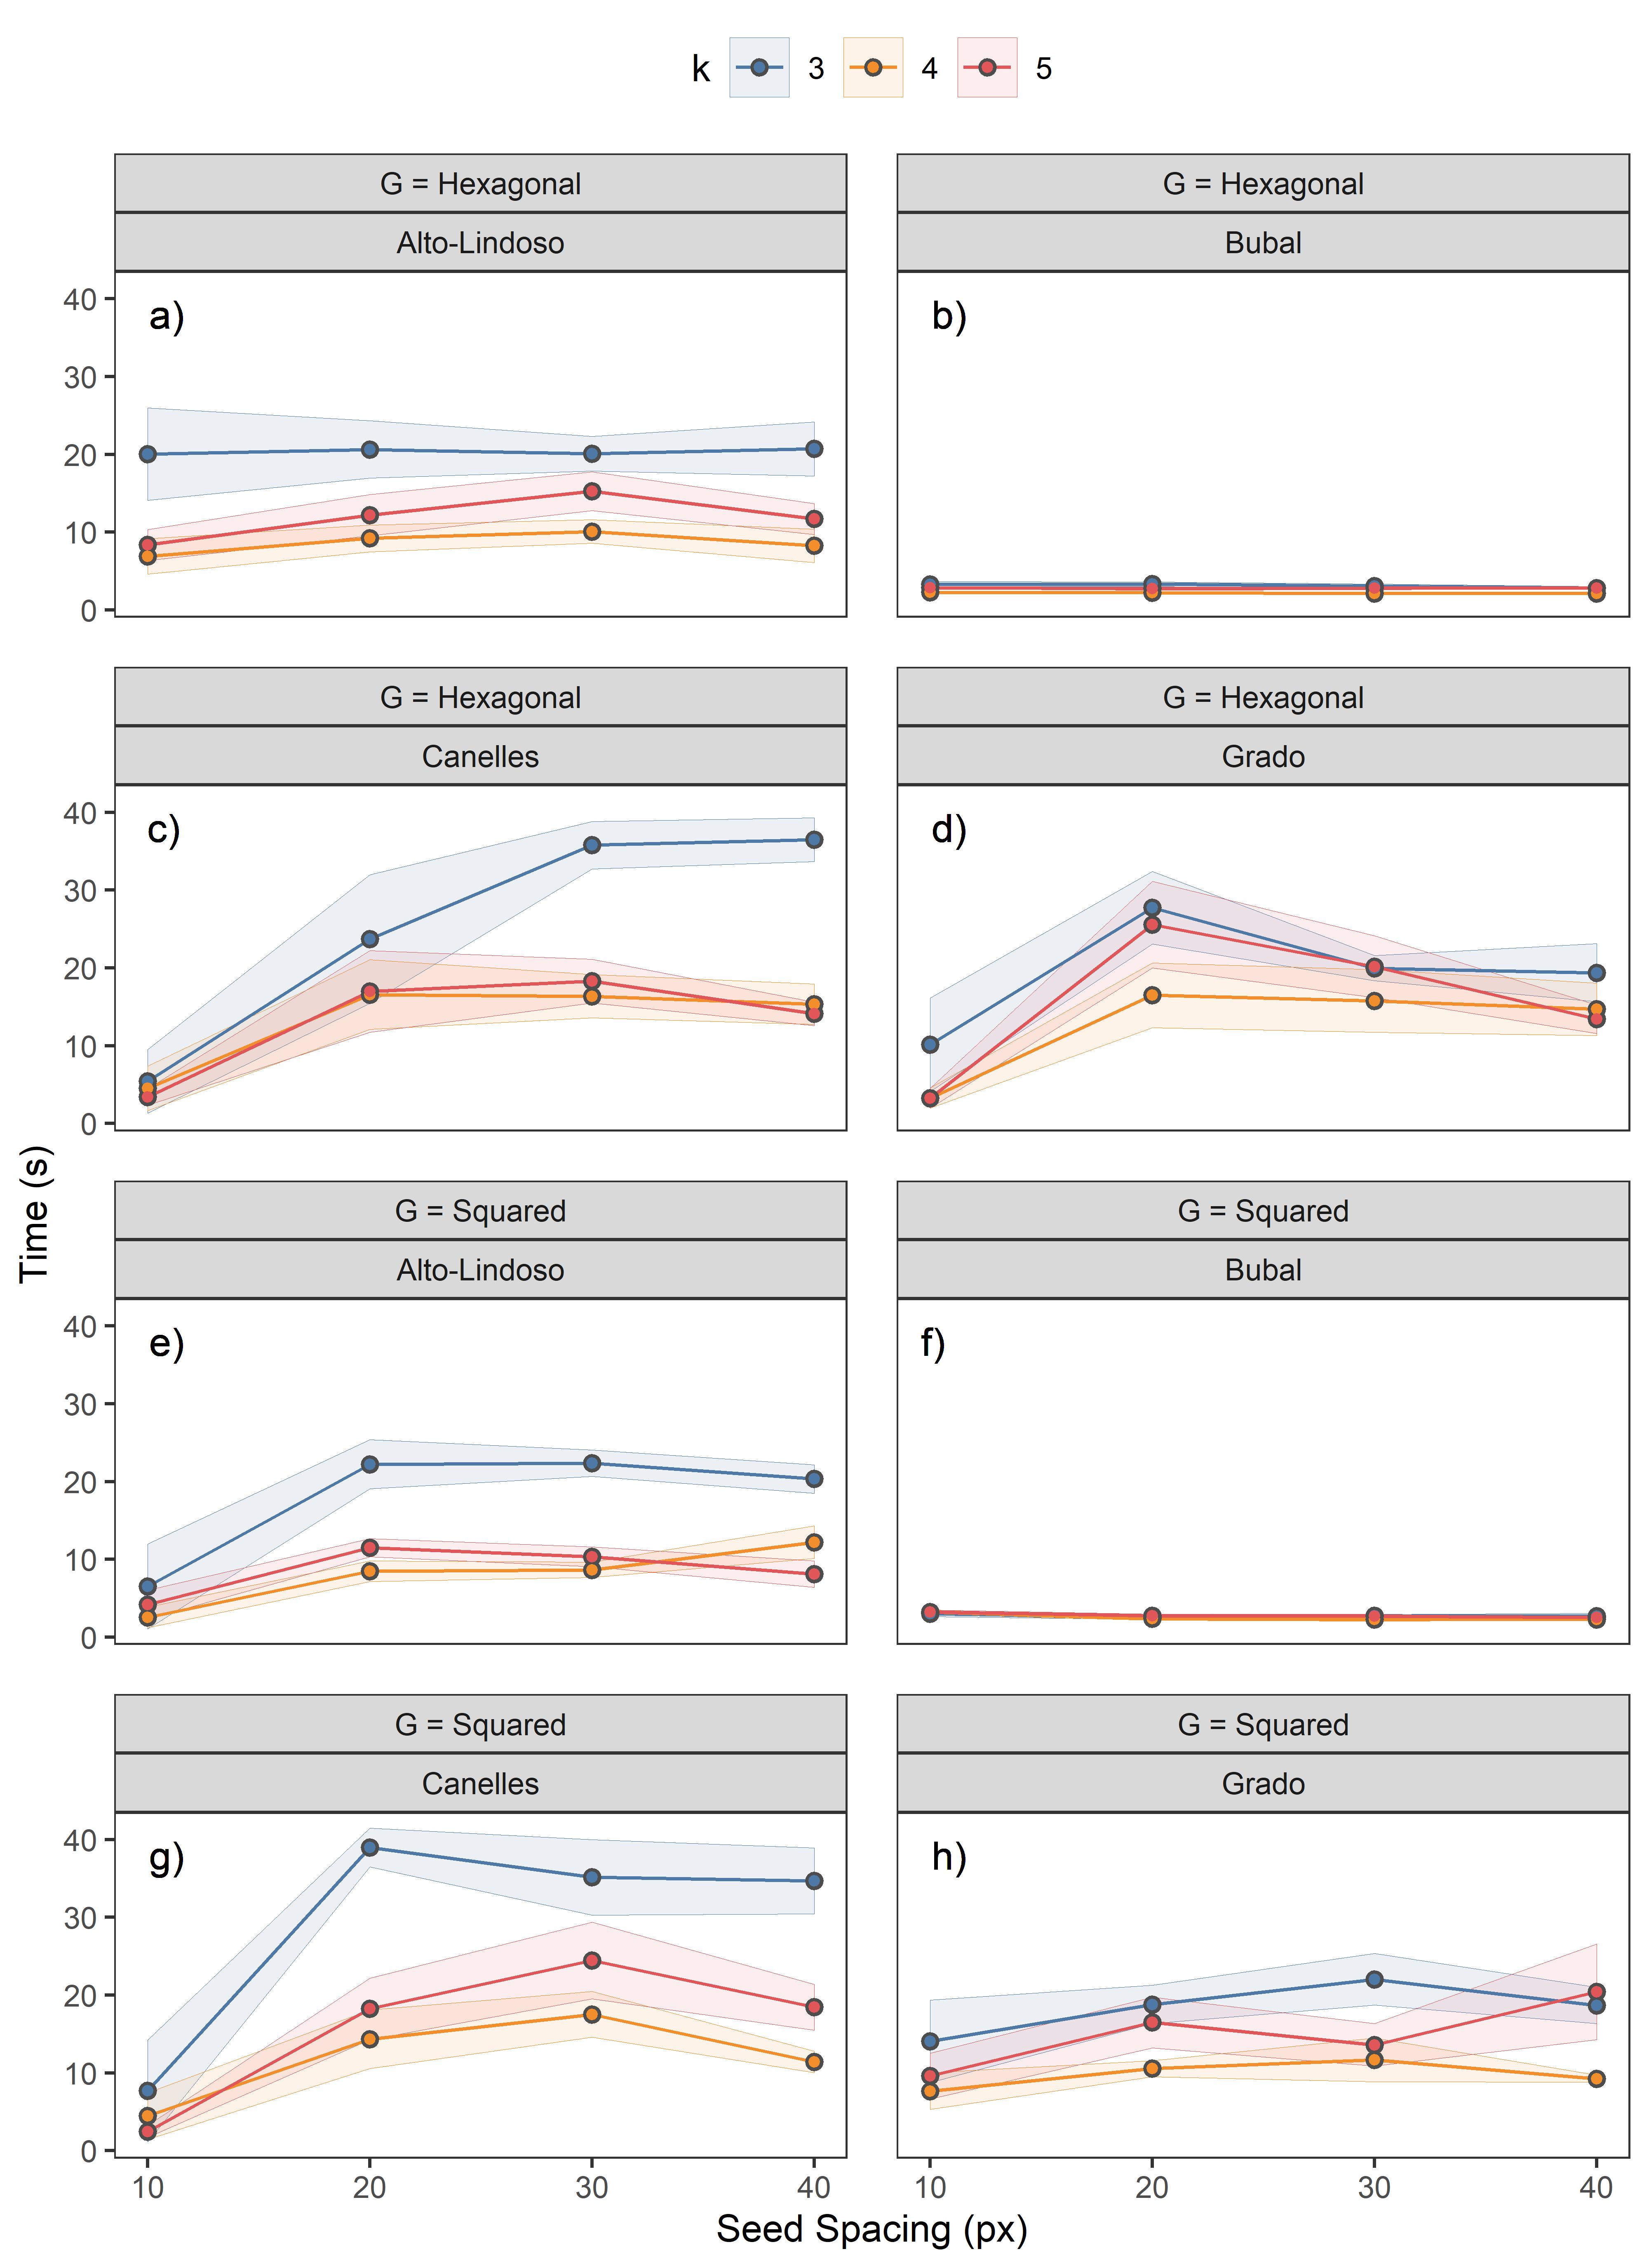 k 3 4 5
G = Hexagonal G = Hexagonal
Alto-Lindoso Bubal
a) b)
40
30
20
10
0
G = Hexagonal G = Hexagonal
Canelles Grado
c) d)
40
30
20
10
0
Time (s)
G = Squared G = Squared
Alto-Lindoso Bubal
e) f)
40
30
20
10
0
G = Squared G = Squared
Canelles Grado
g) h)
40
30
20
10
0
10 20 30 40 10 20 30 40
Seed Spacing (px)